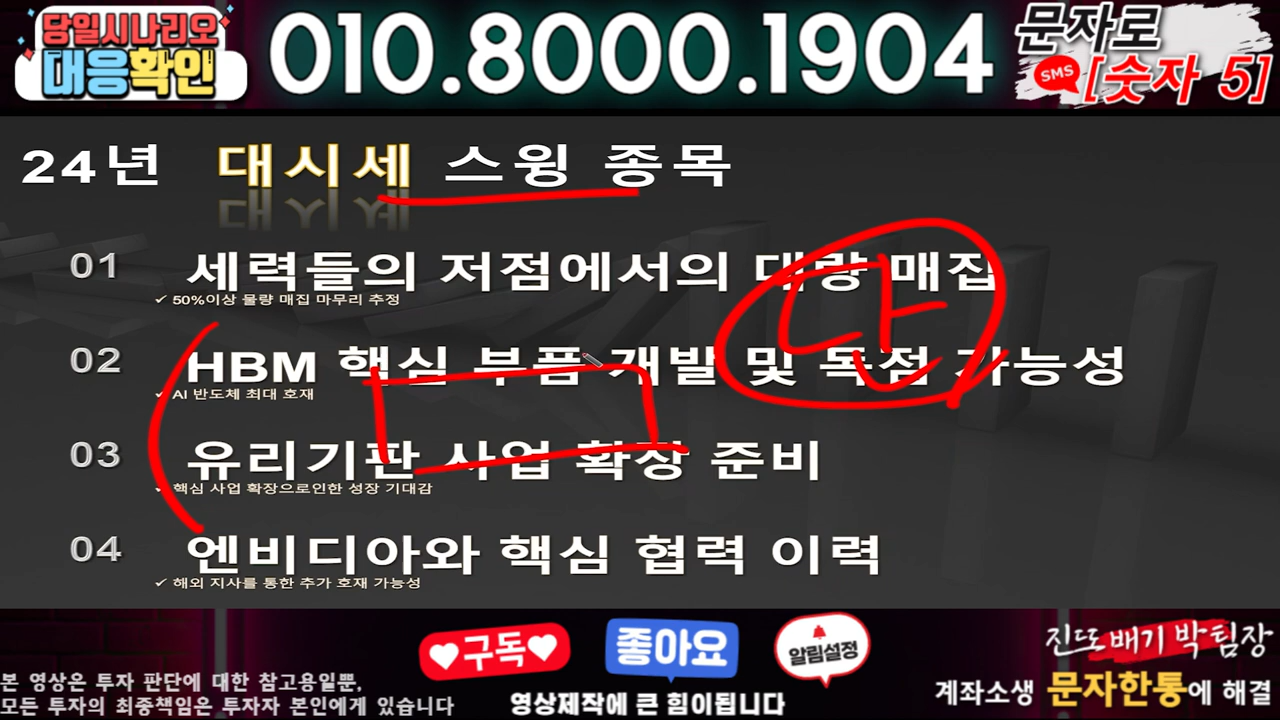 당일시나리오
대응확인
010.8000.1904
문자로
SMS
[숫자 5]
24년 대시세 스윙 종목
01 세력들의 저점에서의 대량 매집
✓ 50%이상 물량 매집 마무리 추정
02 HBM 핵심 부품 개발 및 독점 가능성
✓ AI 반도체 최대 호재
03 유리기판 사업 확장 준비
✓ 핵심 사업 확장으로인한 성장 기대감
04 엔비디아와 핵심 협력 이력
✓ 해외 지사를 통한 추가 호재 가능성
구독
좋아요
알림설정
영상제작에 큰 힘이됩니다
본 영상은 투자 판단에 대한 참고용일뿐,
모든 투자의 최종책임은 투자자 본인에게 있습니다
진또배기 박팀장
계좌소생 문자한통에 해결